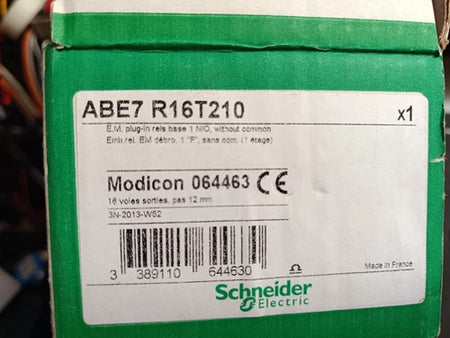 ABE7 R16T210
x1
E.M. plug-in rels base 1 N/O, without common
Emb.rel. EM débro. 1 "F", sans com. (1 étage)
Modicon 064463 CE
16 voies sorties, pas 12 mm
3N-2013-W52
3 389110 644630
Made in France
Schneider
Electric